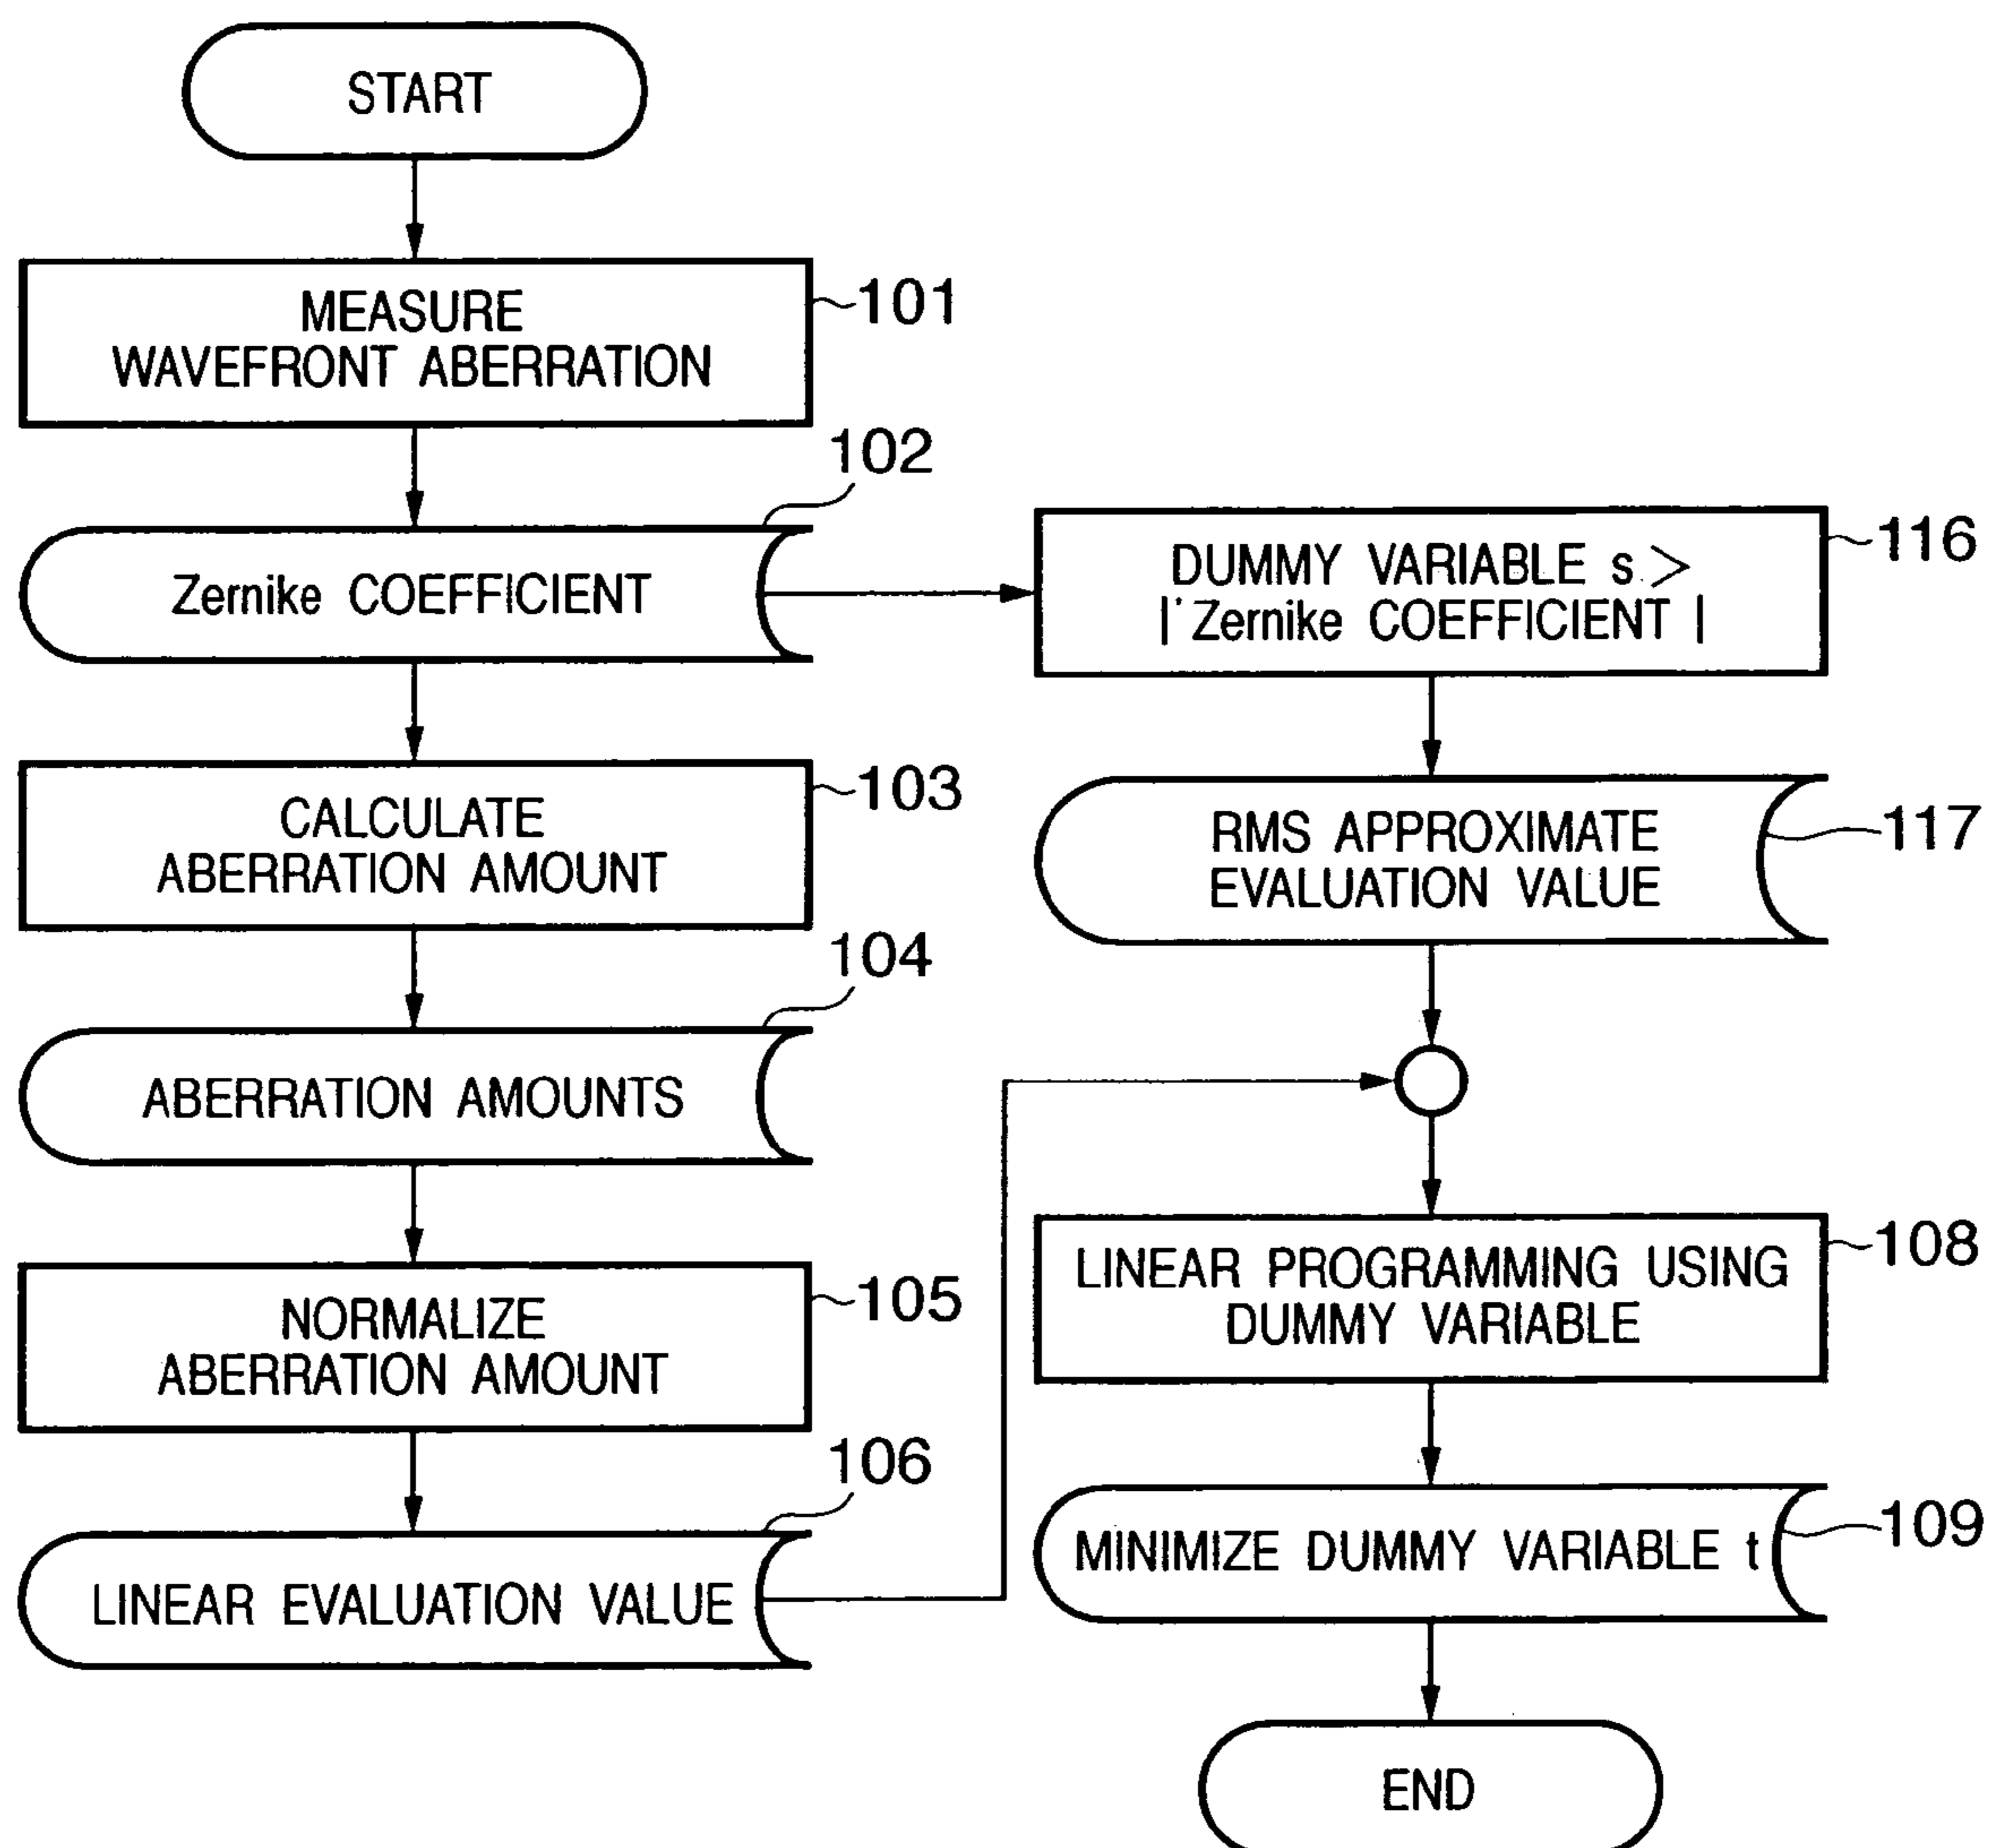 START
MEASURE
WAVEFRONT ABERRATION
101
102
Zernike COEFFICIENT
103
CALCULATE
ABERRATION AMOUNT
104
ABERRATION AMOUNTS
105
NORMALIZE
ABERRATION AMOUNT
106
LINEAR EVALUATION VALUE
116
DUMMY VARIABLE s >
| Zernike COEFFICIENT |
RMS APPROXIMATE
EVALUATION VALUE
117
108
LINEAR PROGRAMMING USING
DUMMY VARIABLE
109
MINIMIZE DUMMY VARIABLE t
END